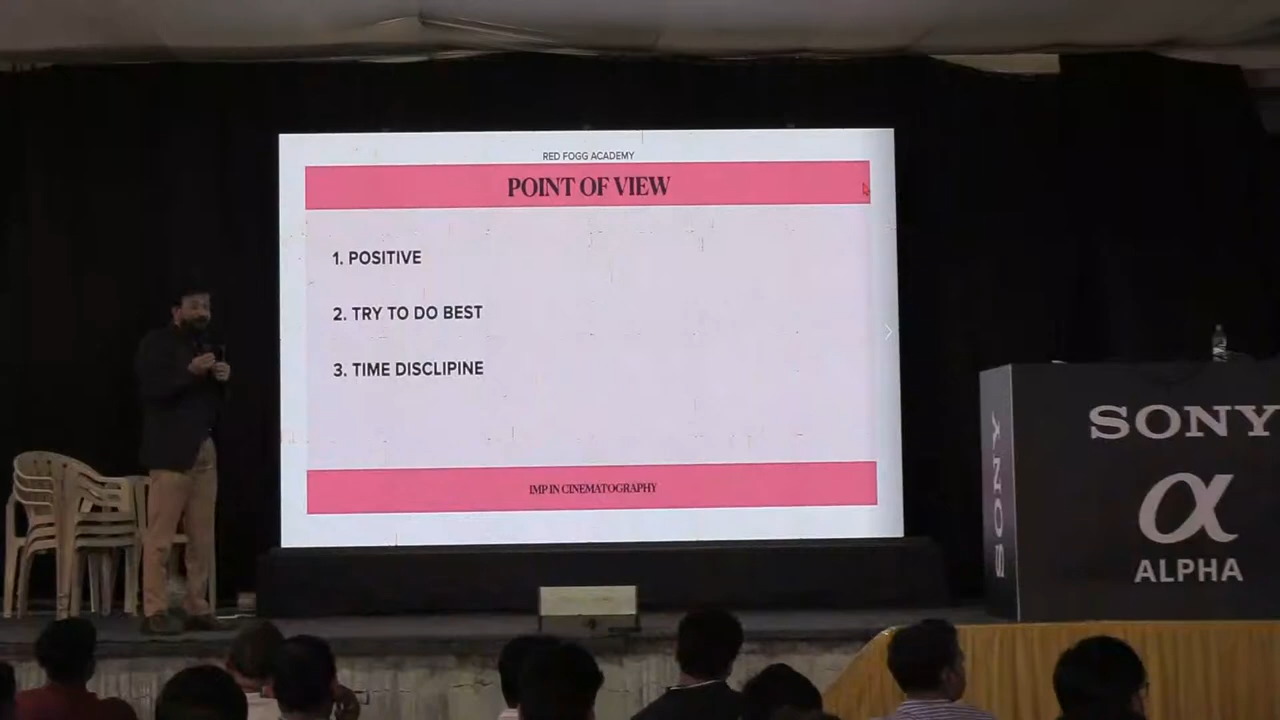 RED FOGG ACADEMY
POINT OF VIEW
1. POSITIVE
2. TRY TO DO BEST
3. TIME DISCLIPINE
IMP IN CINEMATOGRAPHY
SONY
SONY
α
ALPHA